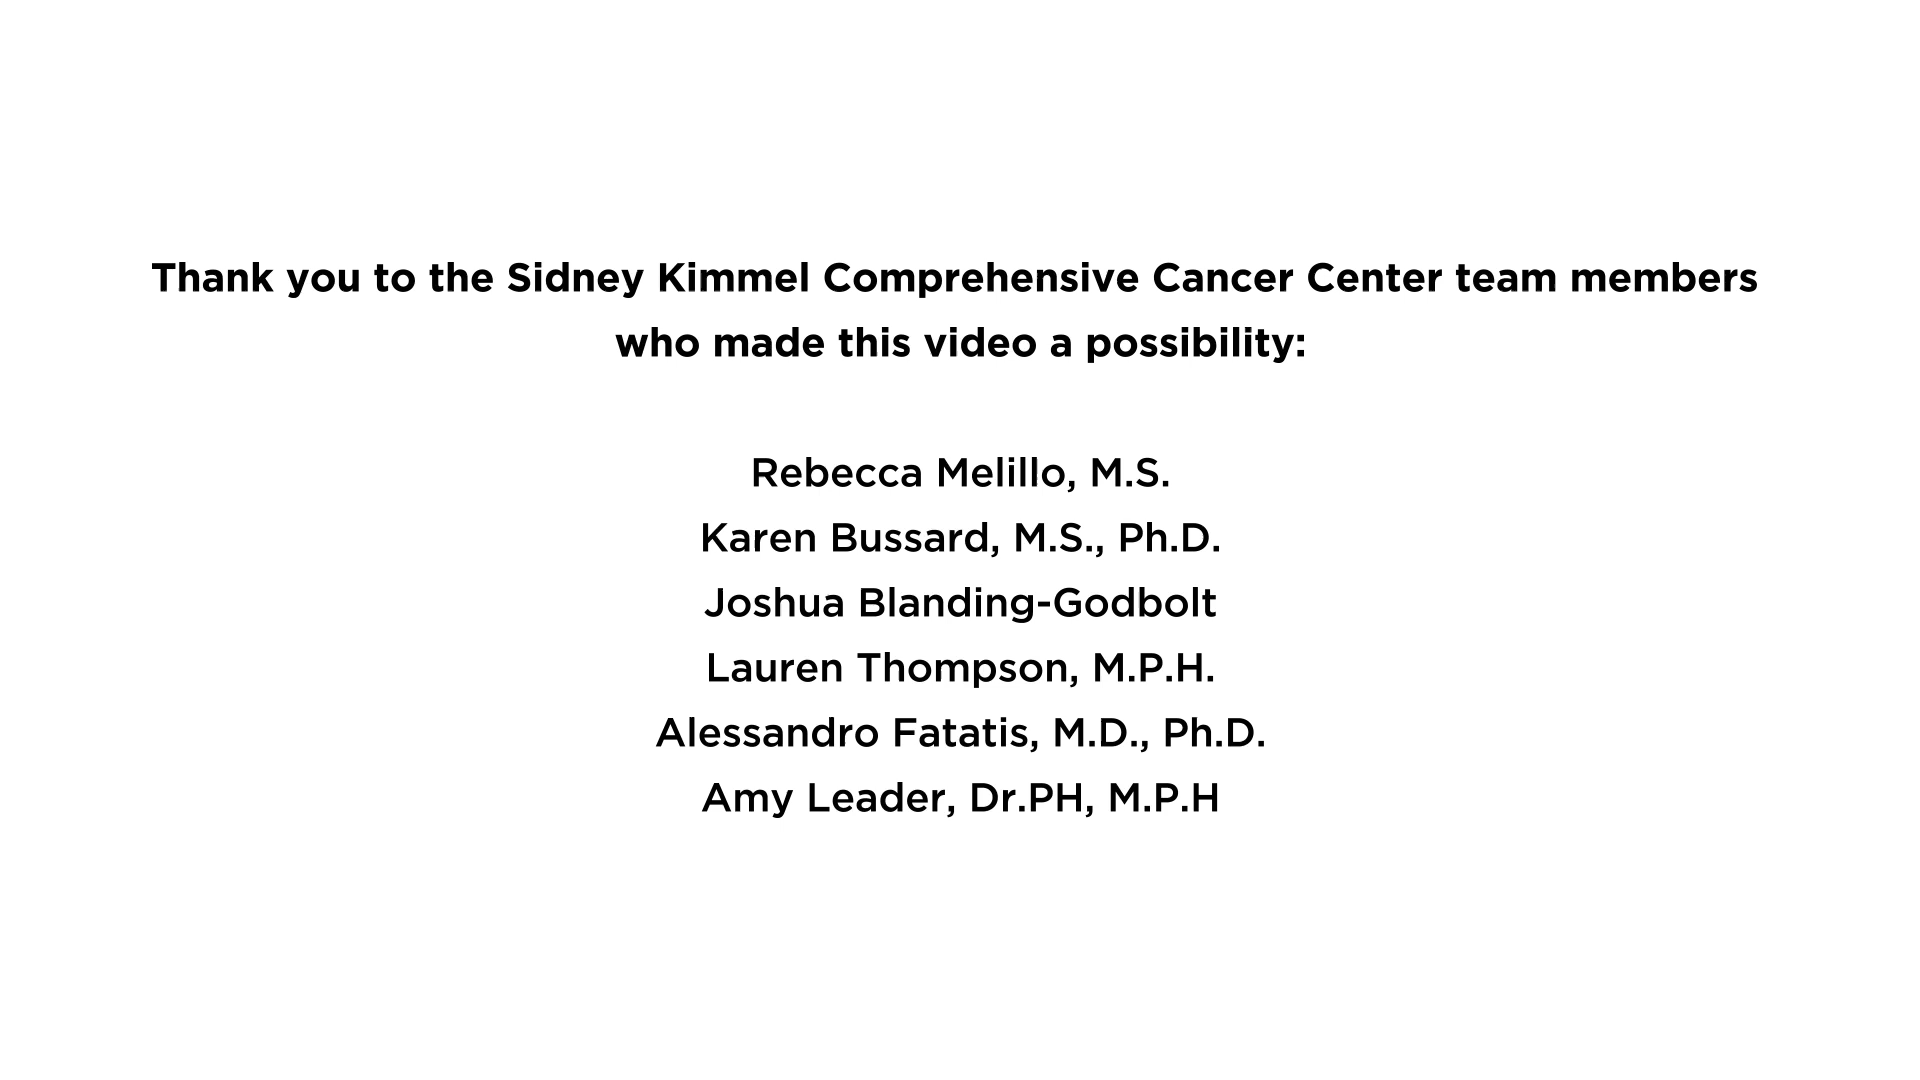 Thank you to the Sidney Kimmel Comprehensive Cancer Center team members
who made this video a possibility:
Rebecca Melillo, M.S.
Karen Bussard, M.S., Ph.D.
Joshua Blanding-Godbolt
Lauren Thompson, M.P.H.
Alessandro Fatatis, M.D., Ph.D.
Amy Leader, Dr.PH, M.P.H